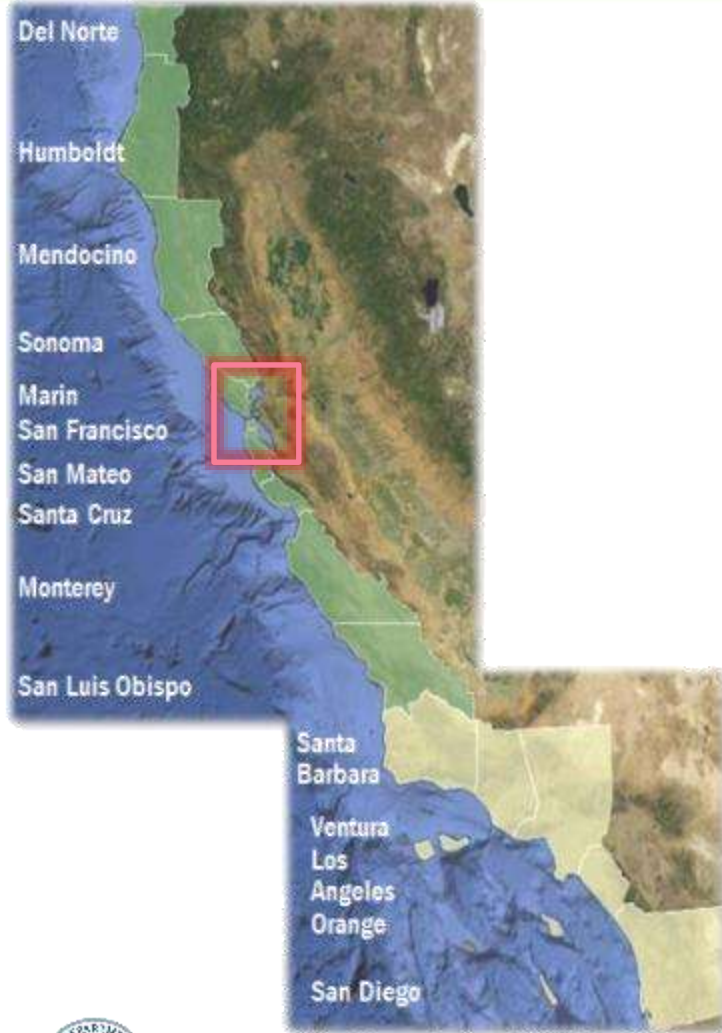 Del Norte
Humboldt
Mendocino
Sonoma
Marin
San Francisco
San Mateo
Santa Cruz
Monterey
San Luis Obispo
Santa
Barbara
Ventura
Los
Angeles
Orange
San Diego